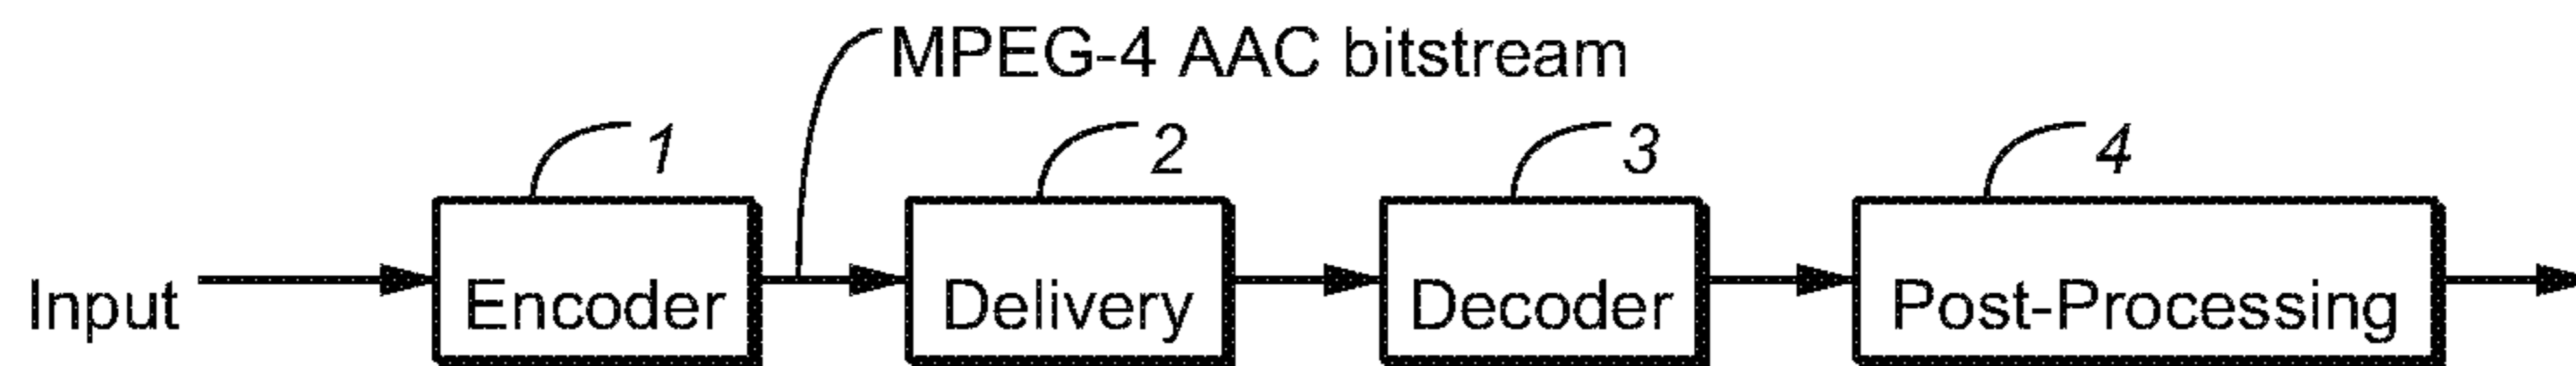 MPEG-4 AAC bitstream
1 2 3 4
Input Encoder Delivery Decoder Post-Processing